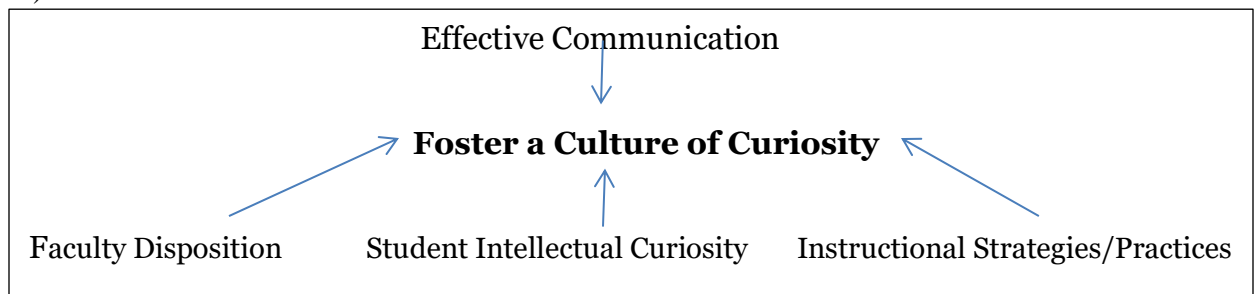 Effective Communication
Foster a Culture of Curiosity
Faculty Disposition Student Intellectual Curiosity Instructional Strategies/Practices